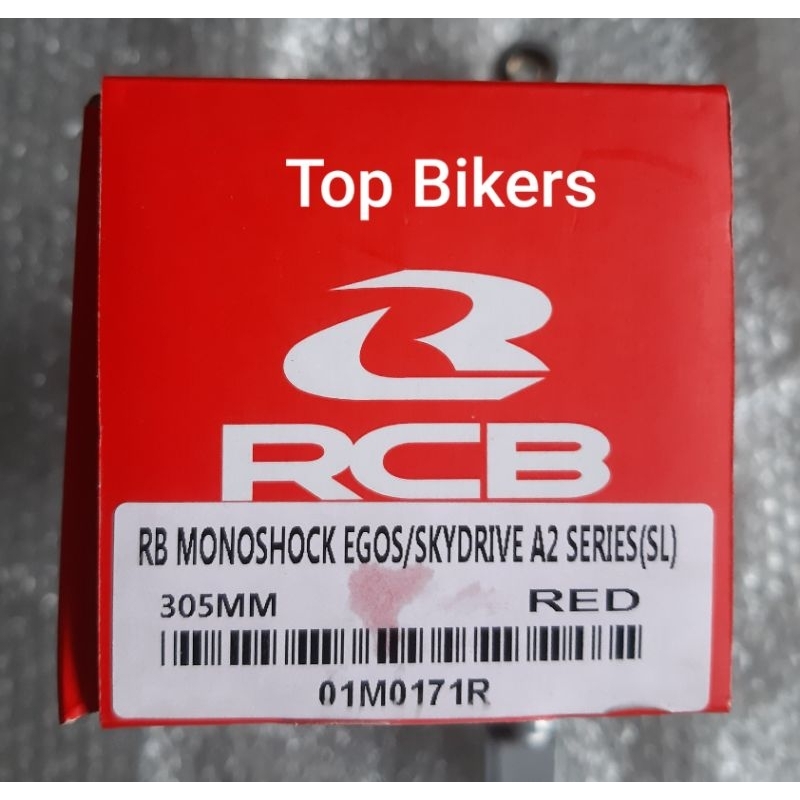 Top Bikers
RCB
RB MONOSHOCK EGOS/SKYDRIVE A2 SERIES(SL)
305MM RED
01M0171R